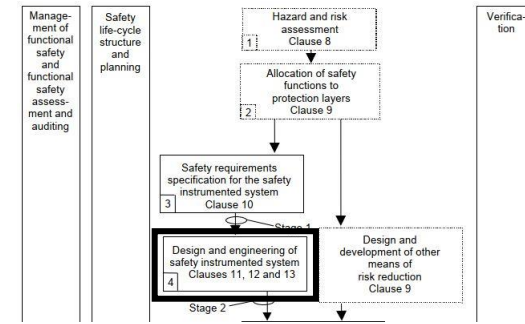 Manage-
ment of
functional
safety
and
functional
safety
assess-
ment and
auditing
Safety
life-cycle
structure
and
planning
Hazard and risk
assessment
Clause 8
1
Allocation of safety
functions to
protection layers
Clause 9
2
Safety requirements
specification for the safety
instrumented system
Clause 10
3
Stage 1
Design and engineering of
safety instrumented system
Clauses 11, 12 and 13
4
Design and
development of other
means of
risk reduction
Clause 9
Stage 2
Verifica-
tion